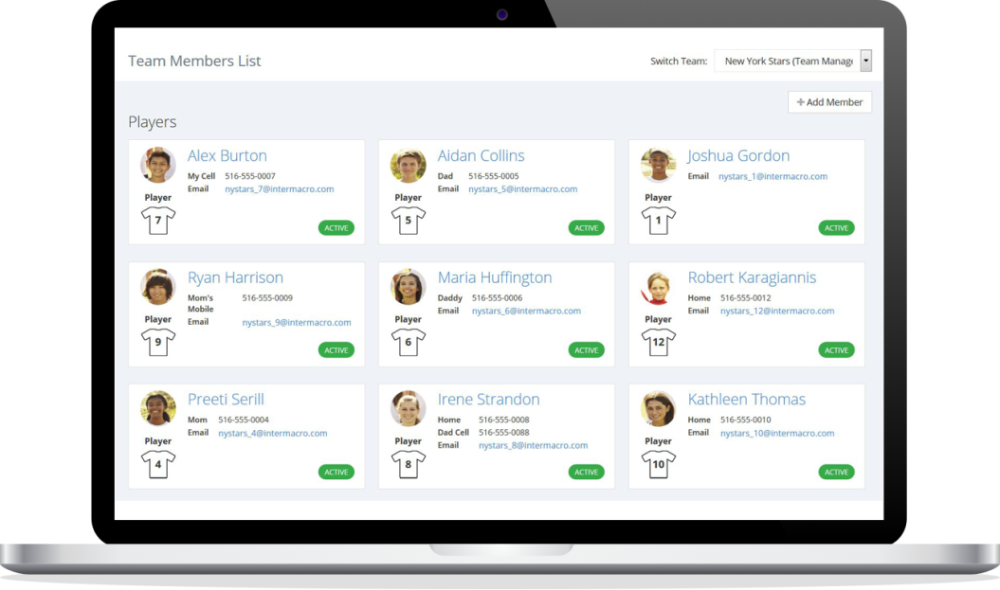 Team Members List
Switch Team: New York Stars (Team Manage
+ Add Member
Players
Alex Burton
My Cell 516-555-0007
Email nystars_7@intermacro.com
Player
7
ACTIVE
Aidan Collins
Dad 516-555-0005
Email nystars_5@intermacro.com
Player
5
ACTIVE
Joshua Gordon
Email nystars_1@intermacro.com
Player
1
ACTIVE
Ryan Harrison
Mom's 516-555-0009
Mobile
Email nystars_9@intermacro.com
Player
9
ACTIVE
Maria Huffington
Daddy 516-555-0006
Email nystars_6@intermacro.com
Player
6
ACTIVE
Robert Karagiannis
Home 516-555-0012
Email nystars_12@intermacro.com
Player
12
ACTIVE
Preeti Serill
Mom 516-555-0004
Email nystars_4@intermacro.com
Player
4
ACTIVE
Irene Strandon
Home 516-555-0008
Dad Cell 516-555-0088
Email nystars_8@intermacro.com
Player
8
ACTIVE
Kathleen Thomas
Home 516-555-0010
Email nystars_10@intermacro.com
Player
10
ACTIVE